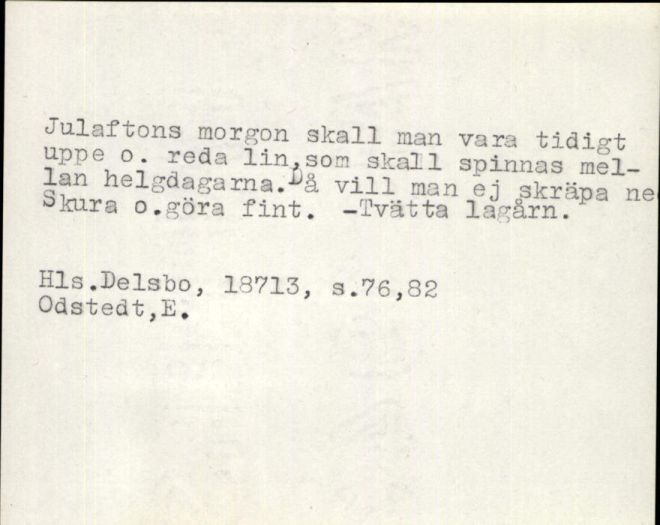 Julaftons morgon skall man vara tidigt
uppe o. reda lin,som skall spinnas mel-
lan helgdagarna.Då vill man ej skräpa ne
Skura o.göra fint. -Tvätta lagårn.
Hls.Delsbo, 18713, s.76,82
Odstedt,E.